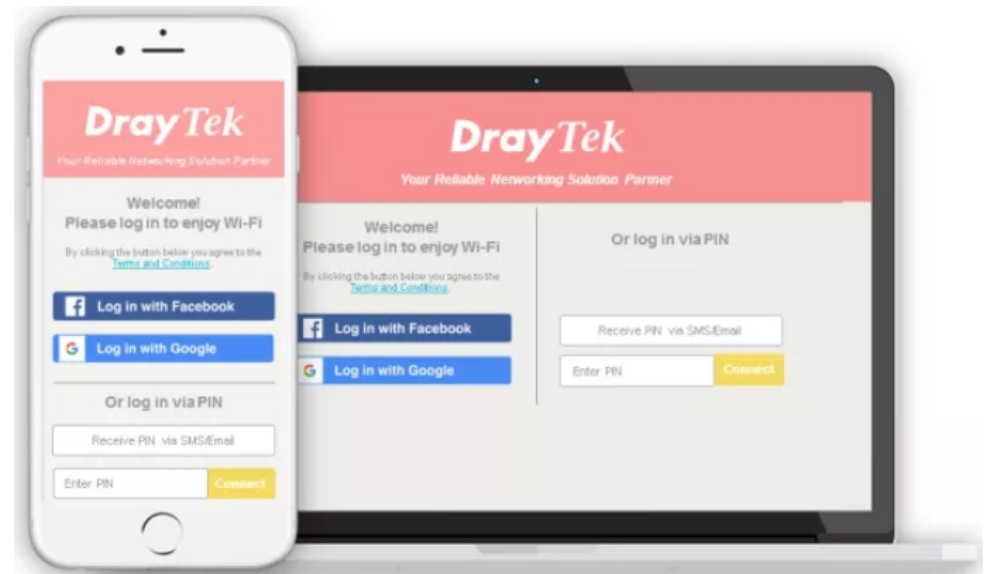 DrayTek
Your Reliable Networking Solution Partner
Welcome!
Please log in to enjoy Wi-Fi
By clicking the button below you agree to the
Terms and Conditions.
Log in with Facebook
G Log in with Google
Or log in via PIN
Receive PIN via SMS/Email
Enter PIN Connect
DrayTek
Your Reliable Networking Solution Partner
Welcome!
Please log in to enjoy Wi-Fi
By clicking the button below you agree to the
Terms and Conditions.
Log in with Facebook
G Log in with Google
Or log in via PIN
Receive PIN via SMS/Email
Enter PIN Connect